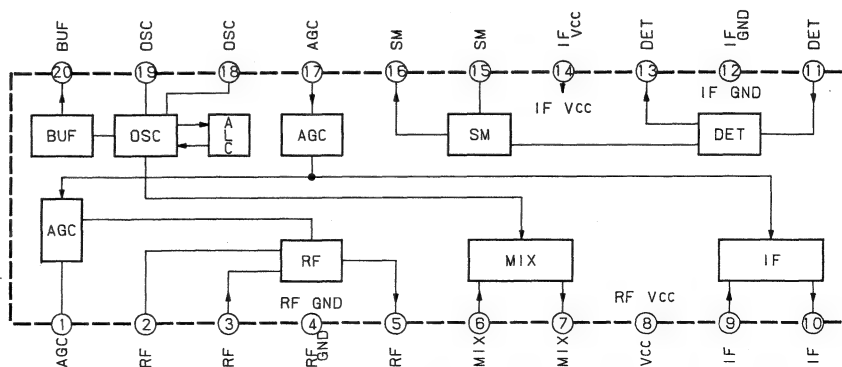 BUF OSC OSC AGC SM SM IF VCC DET IF GND DET
20 19 18 17 16 15 14 13 12 11
IF VCC IF GND
BUF OSC ALC AGC SM DET
AGC RF MIX IF
RF GND RF VCC
1 2 3 4 5 6 7 8 9 10
AGC RF RF RF GND RF MIX MIX VCC IF IF